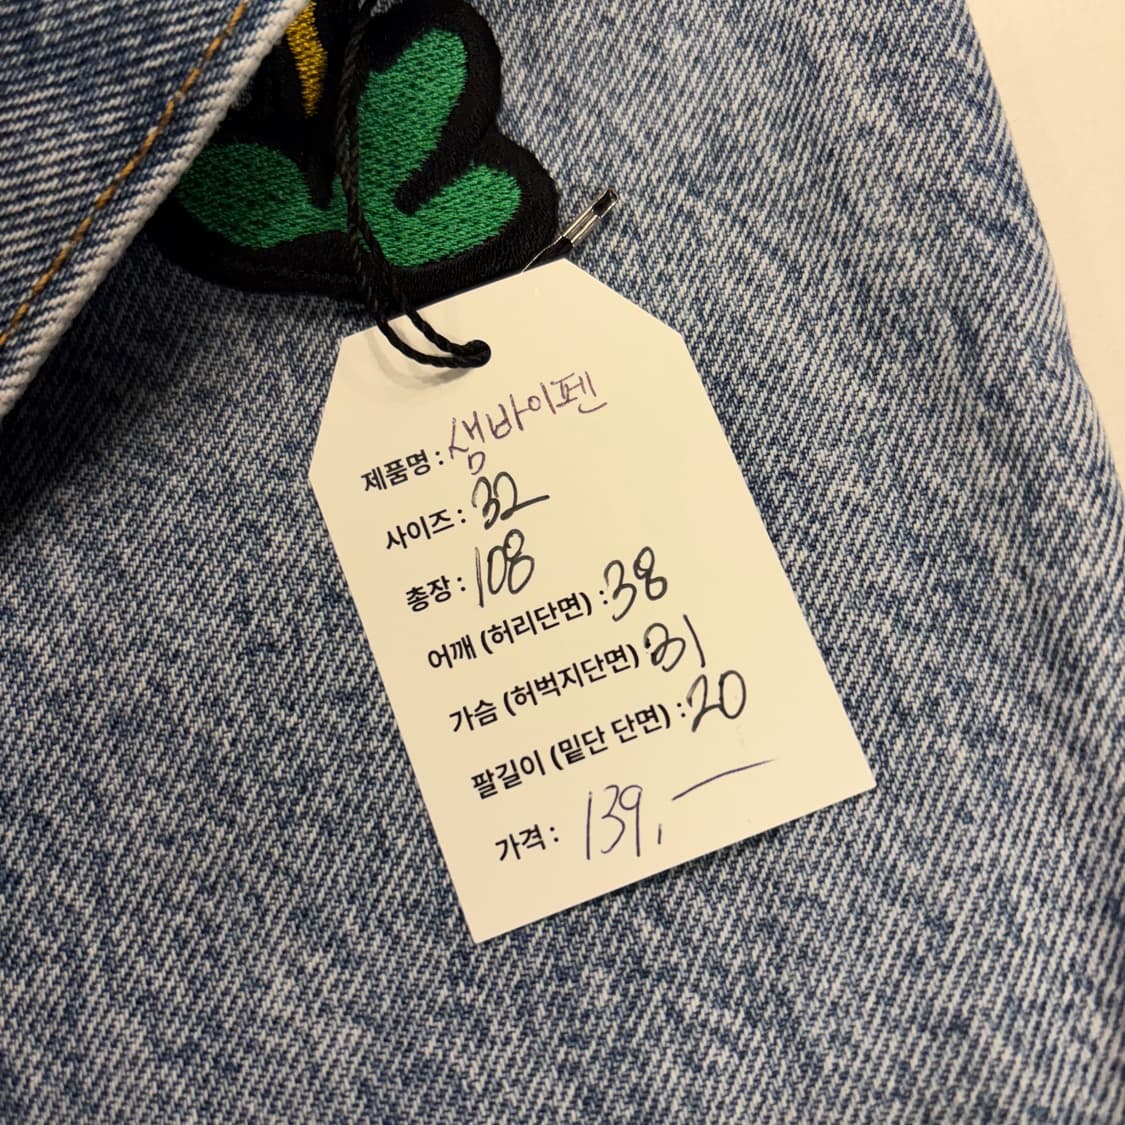 제품명 : 샘바이펜
사이즈 : 32
총장 : 108
어깨 (허리단면) : 38
가슴 (허벅지단면) : 31
팔길이 (밑단 단면) : 20
가격 : 139,—